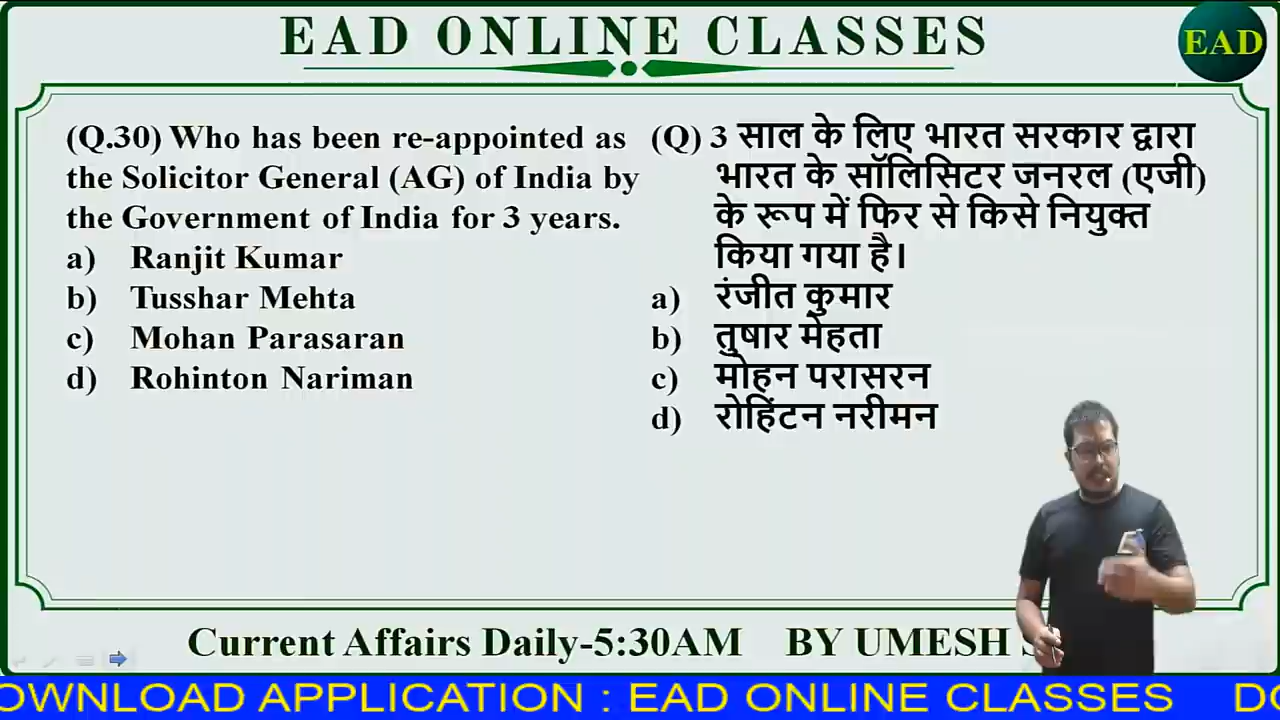 EAD ONLINE CLASSES
EAD
(Q.30) Who has been re-appointed as
the Solicitor General (AG) of India by
the Government of India for 3 years.
a) Ranjit Kumar
b) Tusshar Mehta
c) Mohan Parasaran
d) Rohinton Nariman
(Q) 3 साल के लिए भारत सरकार द्वारा
भारत के सॉलिसिटर जनरल (एजी)
के रूप में फिर से किसे नियुक्त
किया गया है।
a) रंजीत कुमार
b) तुषार मेहता
c) मोहन परासरन
d) रोहिंटन नरीमन
Current Affairs Daily-5:30AM BY UMESH
OWNLOAD APPLICATION : EAD ONLINE CLASSES DO